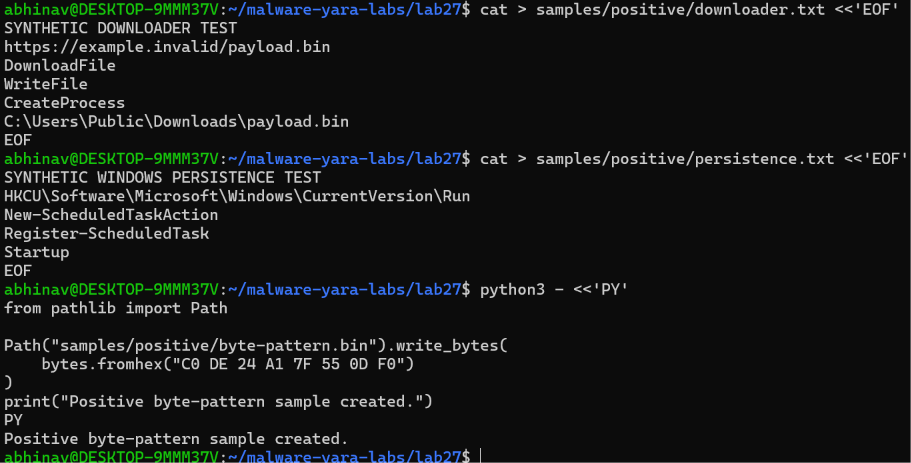 abhinav@DESKTOP-9MMM37V:~/malware-yara-labs/lab27$ cat > samples/positive/downloader.txt <<'EOF'
SYNTHETIC DOWNLOADER TEST
https://example.invalid/payload.bin
DownloadFile
WriteFile
CreateProcess
C:\Users\Public\Downloads\payload.bin
EOF
abhinav@DESKTOP-9MMM37V:~/malware-yara-labs/lab27$ cat > samples/positive/persistence.txt <<'EOF'
SYNTHETIC WINDOWS PERSISTENCE TEST
HKCU\Software\Microsoft\Windows\CurrentVersion\Run
New-ScheduledTaskAction
Register-ScheduledTask
Startup
EOF
abhinav@DESKTOP-9MMM37V:~/malware-yara-labs/lab27$ python3 - <<'PY'
from pathlib import Path

Path("samples/positive/byte-pattern.bin").write_bytes(
    bytes.fromhex("C0 DE 24 A1 7F 55 0D F0")
)
print("Positive byte-pattern sample created.")
PY
Positive byte-pattern sample created.
abhinav@DESKTOP-9MMM37V:~/malware-yara-labs/lab27$